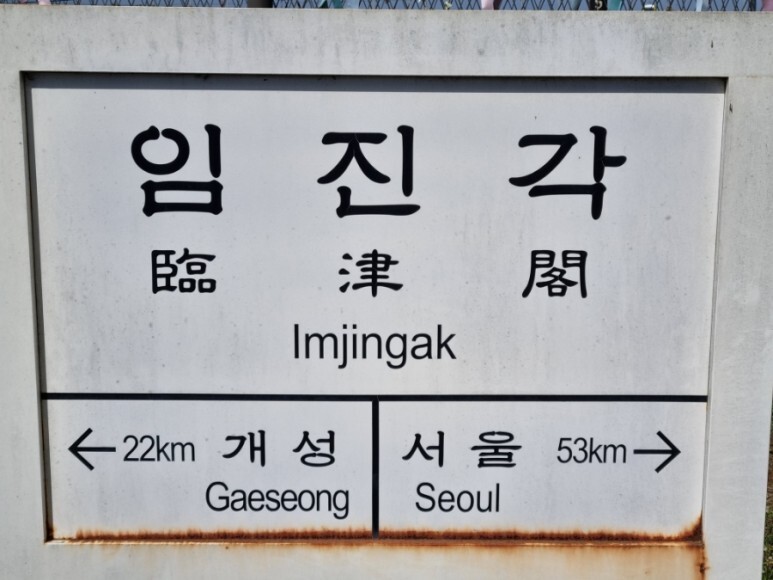 임진각
臨津閣
Imjingak
← 22km 개성
Gaeseong
서울 53km →
Seoul